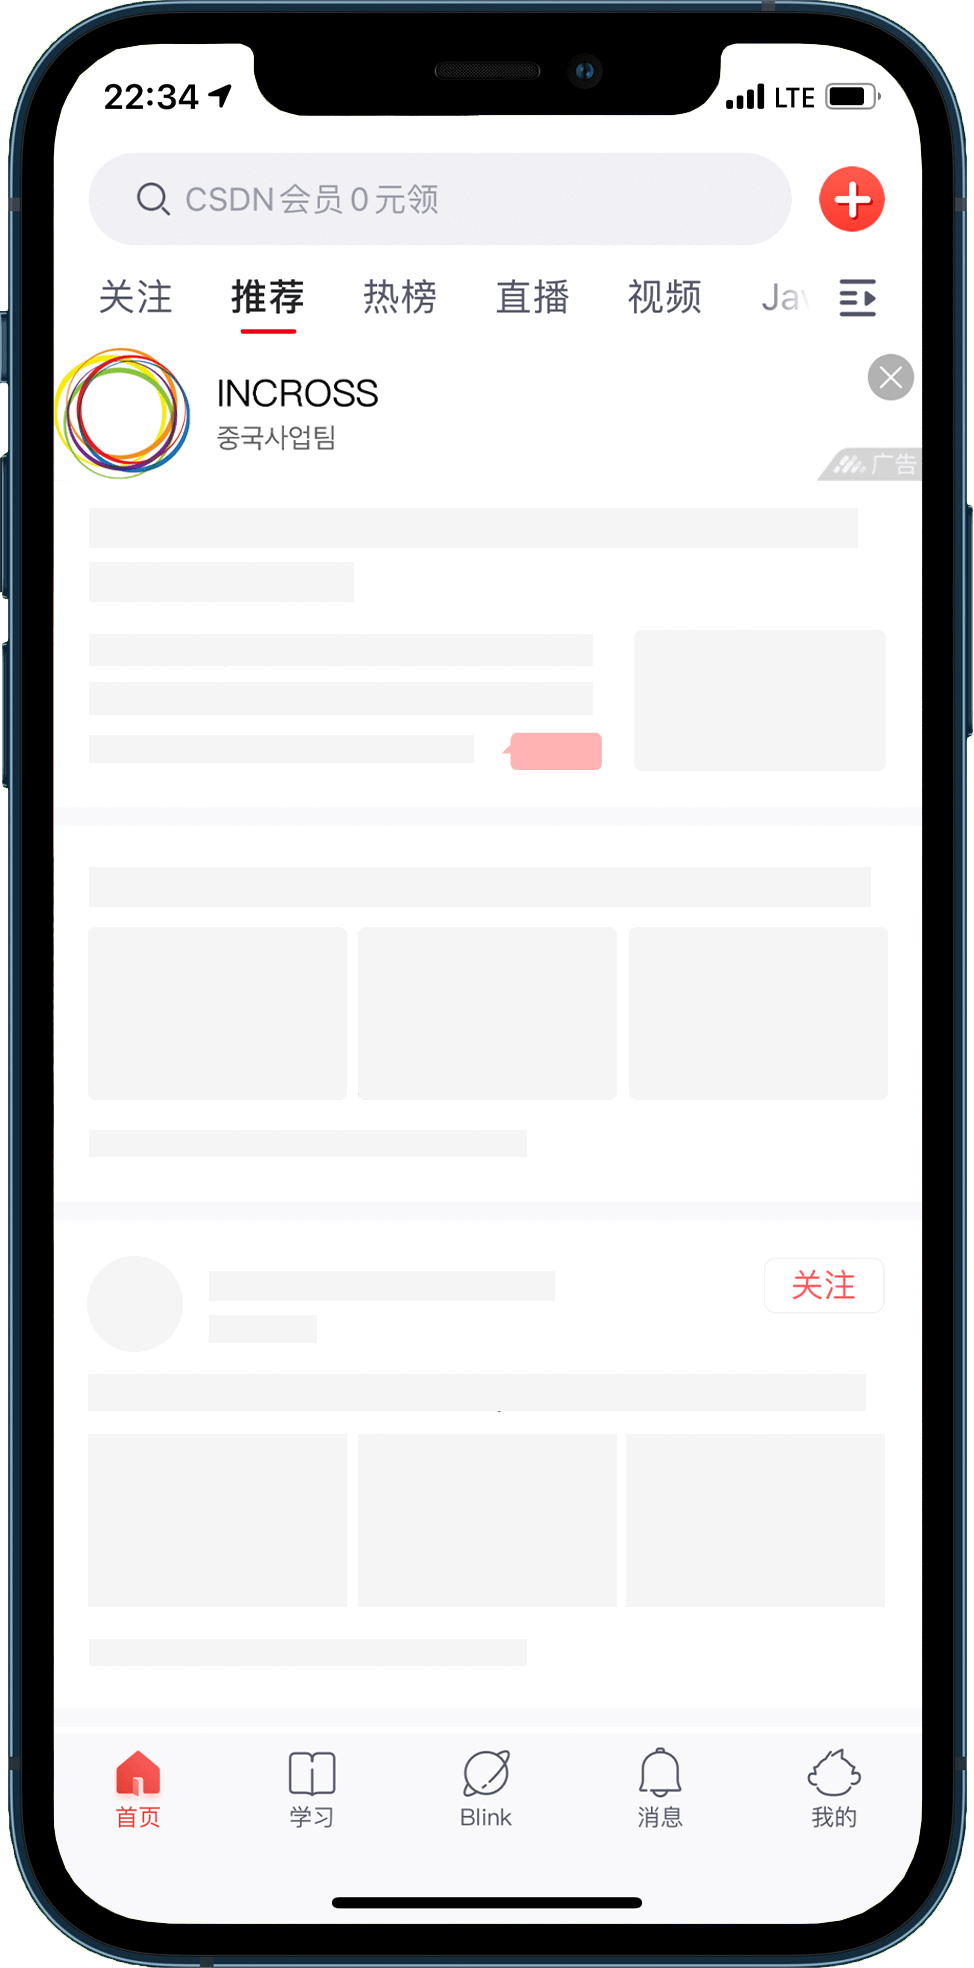 22:34 LTE
CSDN会员0元领
关注 推荐 热榜 直播 视频 Jav
INCROSS
중국사업팀
广告
关注
首页 学习 Blink 消息 我的